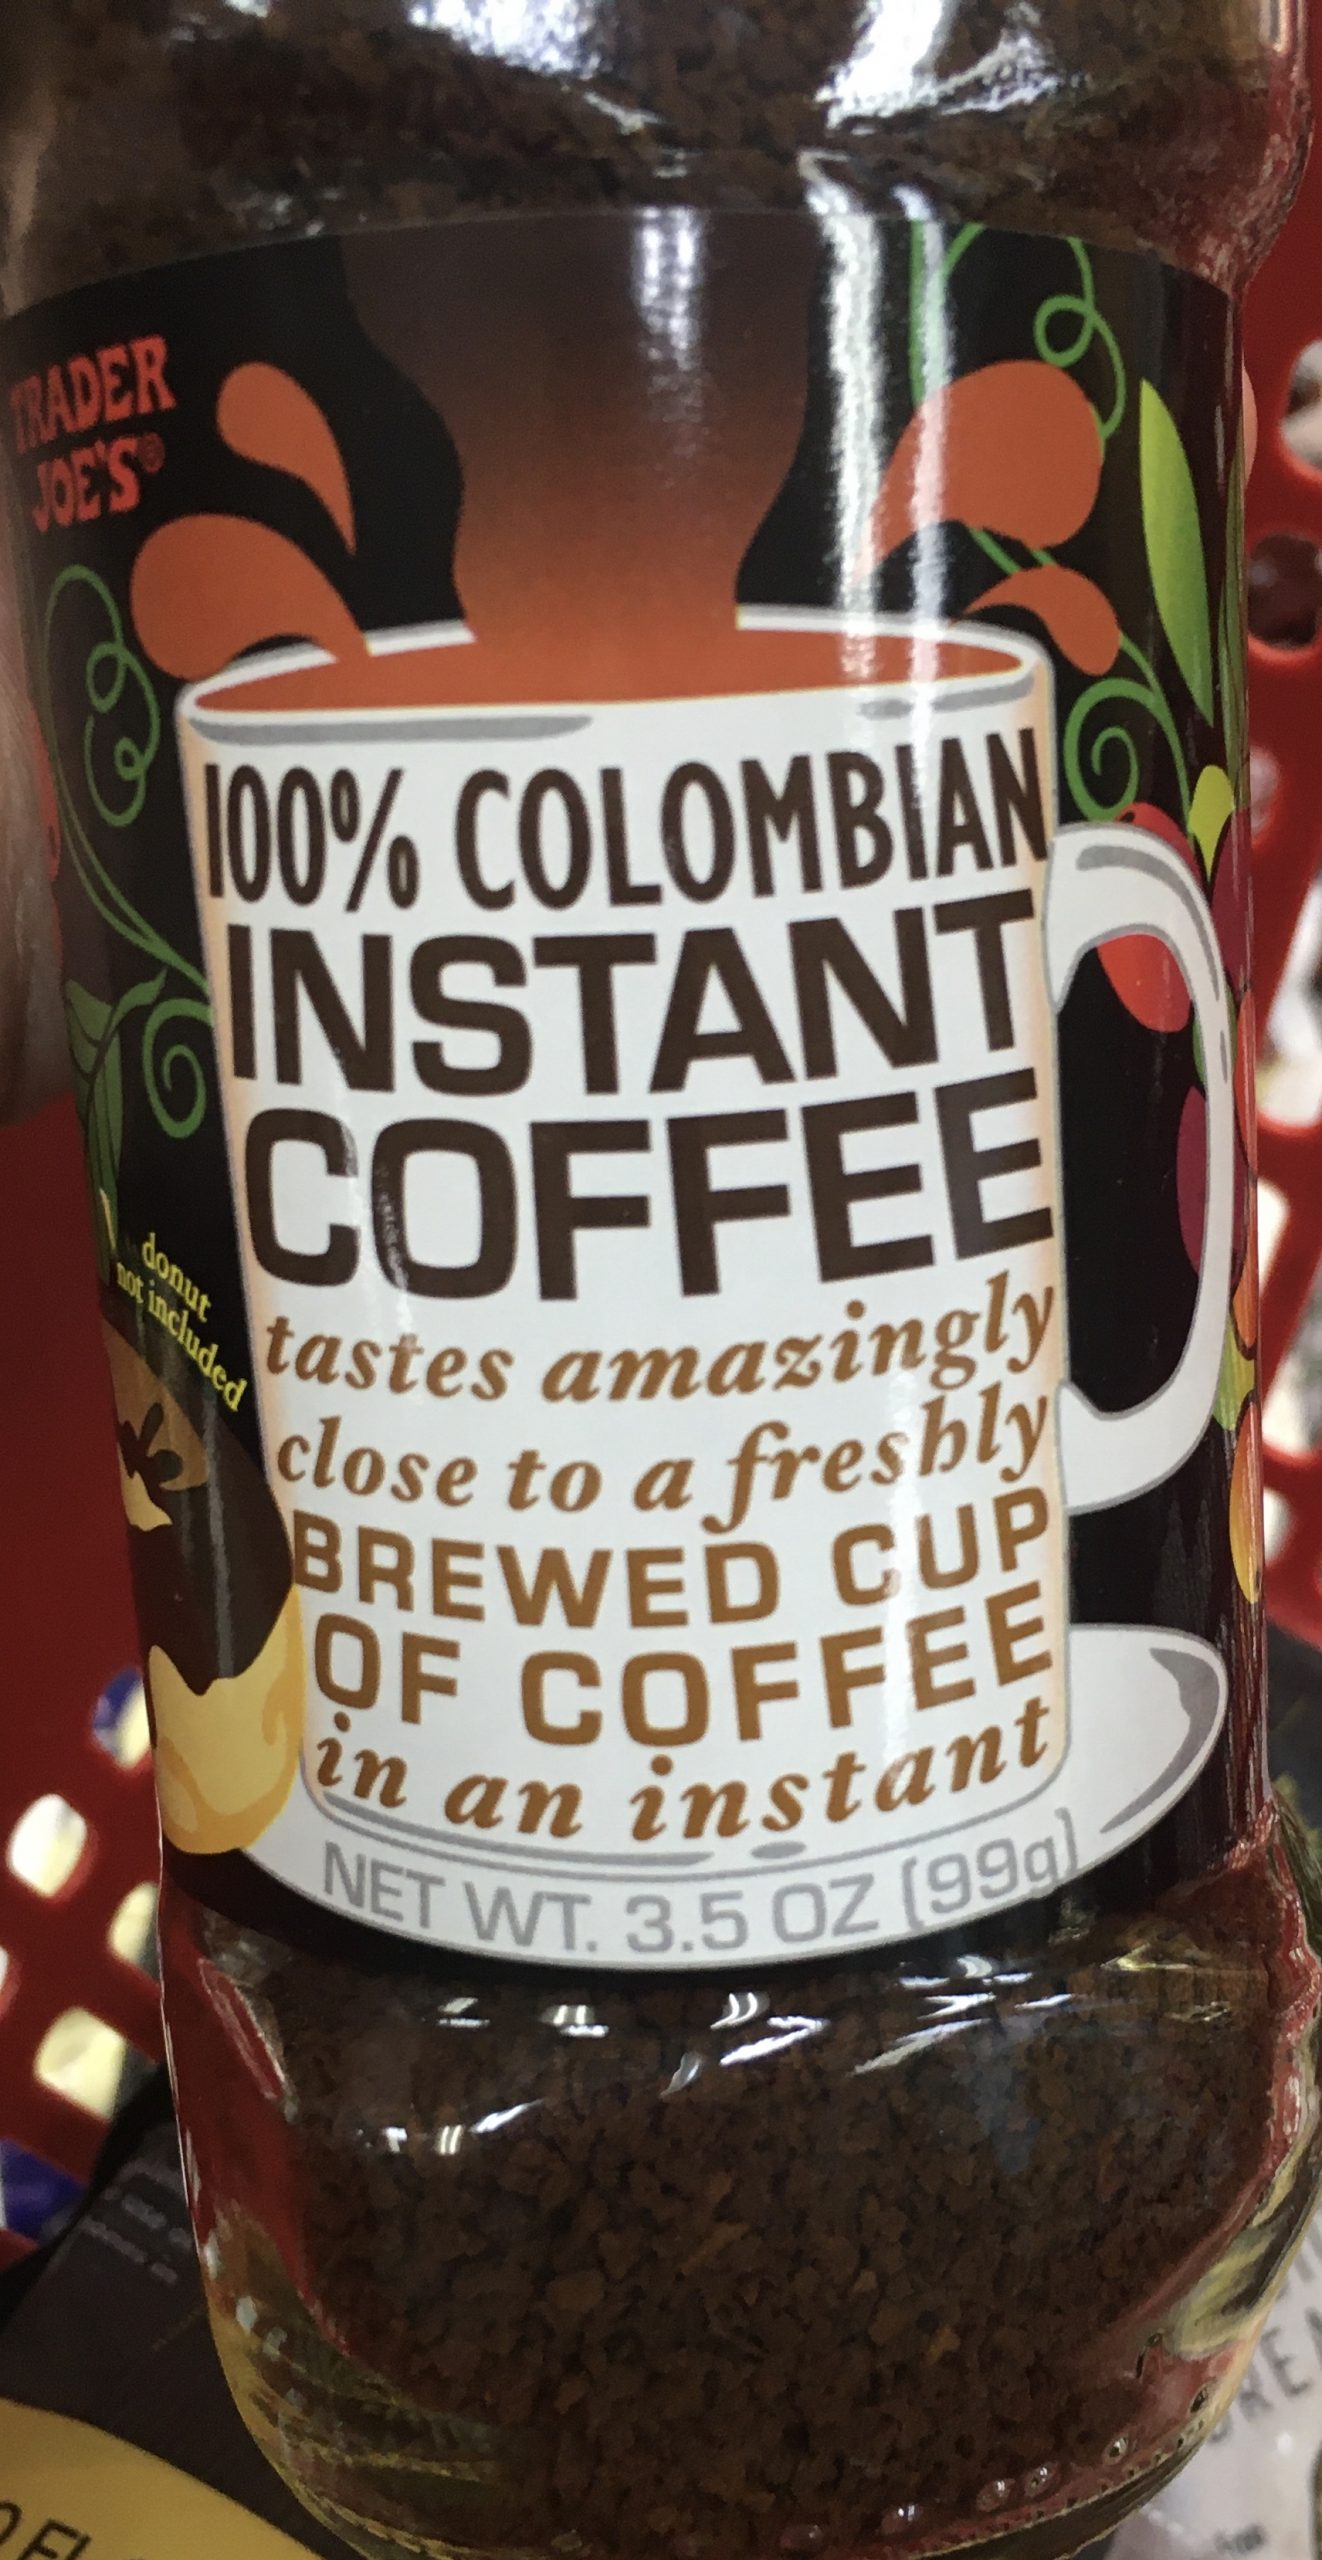 TRADER
JOE'S®
100% COLOMBIAN
INSTANT
COFFEE
tastes amazingly
close to a freshly
BREWED CUP
OF COFFEE
in an instant
NET WT. 3.5 OZ (99g)
donut
not included